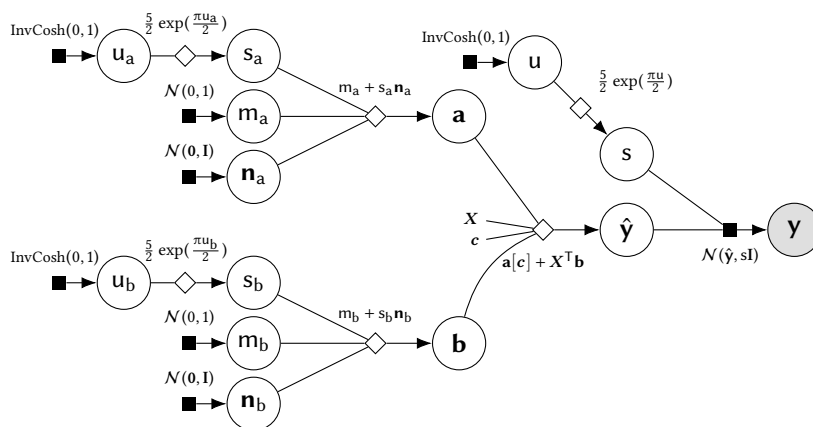 InvCosh(0, 1)
u_a
5/2 exp(πu_a/2)
s_a
N(0, 1)
m_a
N(0, I)
n_a
m_a + s_a n_a
a
InvCosh(0, 1)
u
5/2 exp(πu/2)
s
X
c
a[c] + X^T b
ŷ
N(ŷ, sI)
y
InvCosh(0, 1)
u_b
5/2 exp(πu_b/2)
s_b
N(0, 1)
m_b
N(0, I)
n_b
m_b + s_b n_b
b